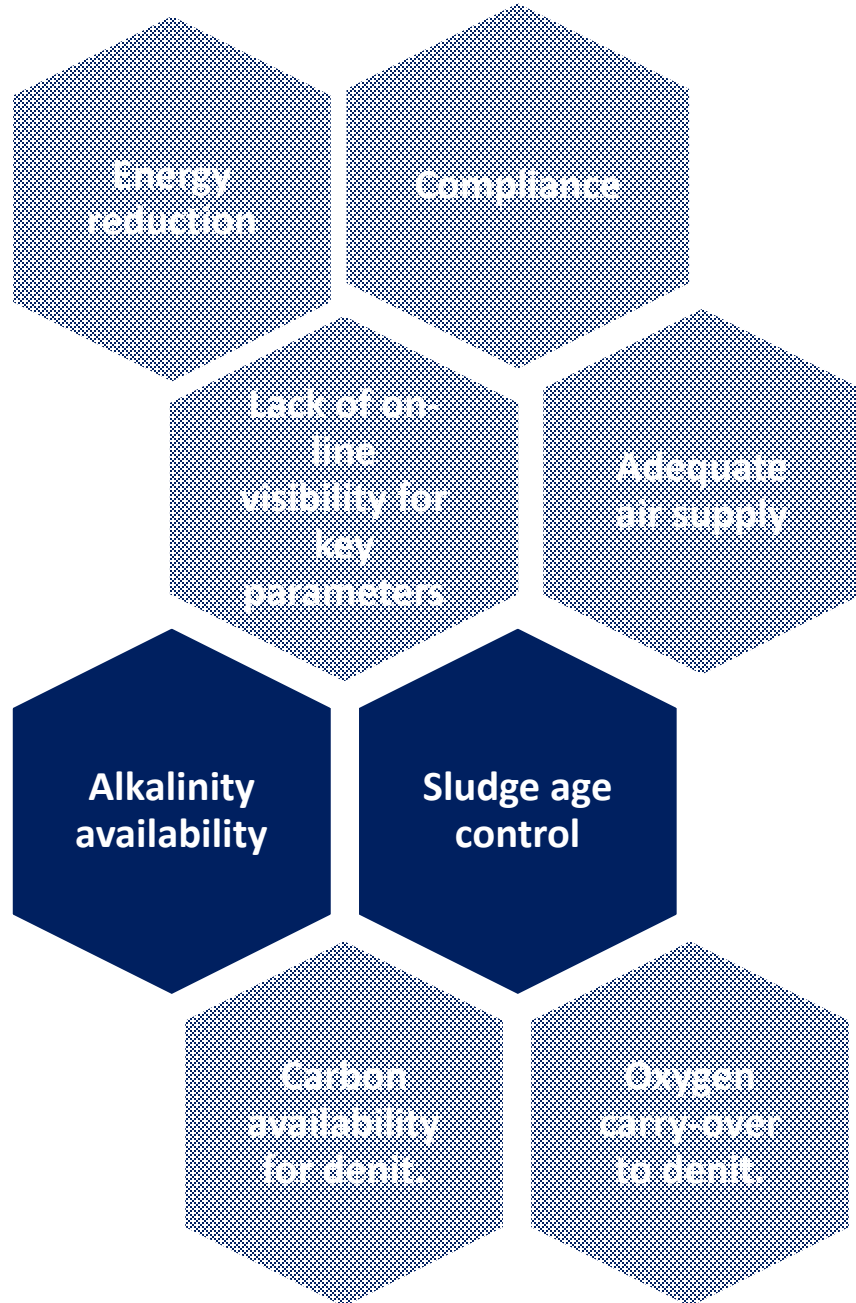 Energy
reduction
Compliance
Lack of on-
line
visibility for
key
parameters
Adequate
air supply
Alkalinity
availability
Sludge age
control
Carbon
availability
for denit.
Oxygen
carry-over
to denit.